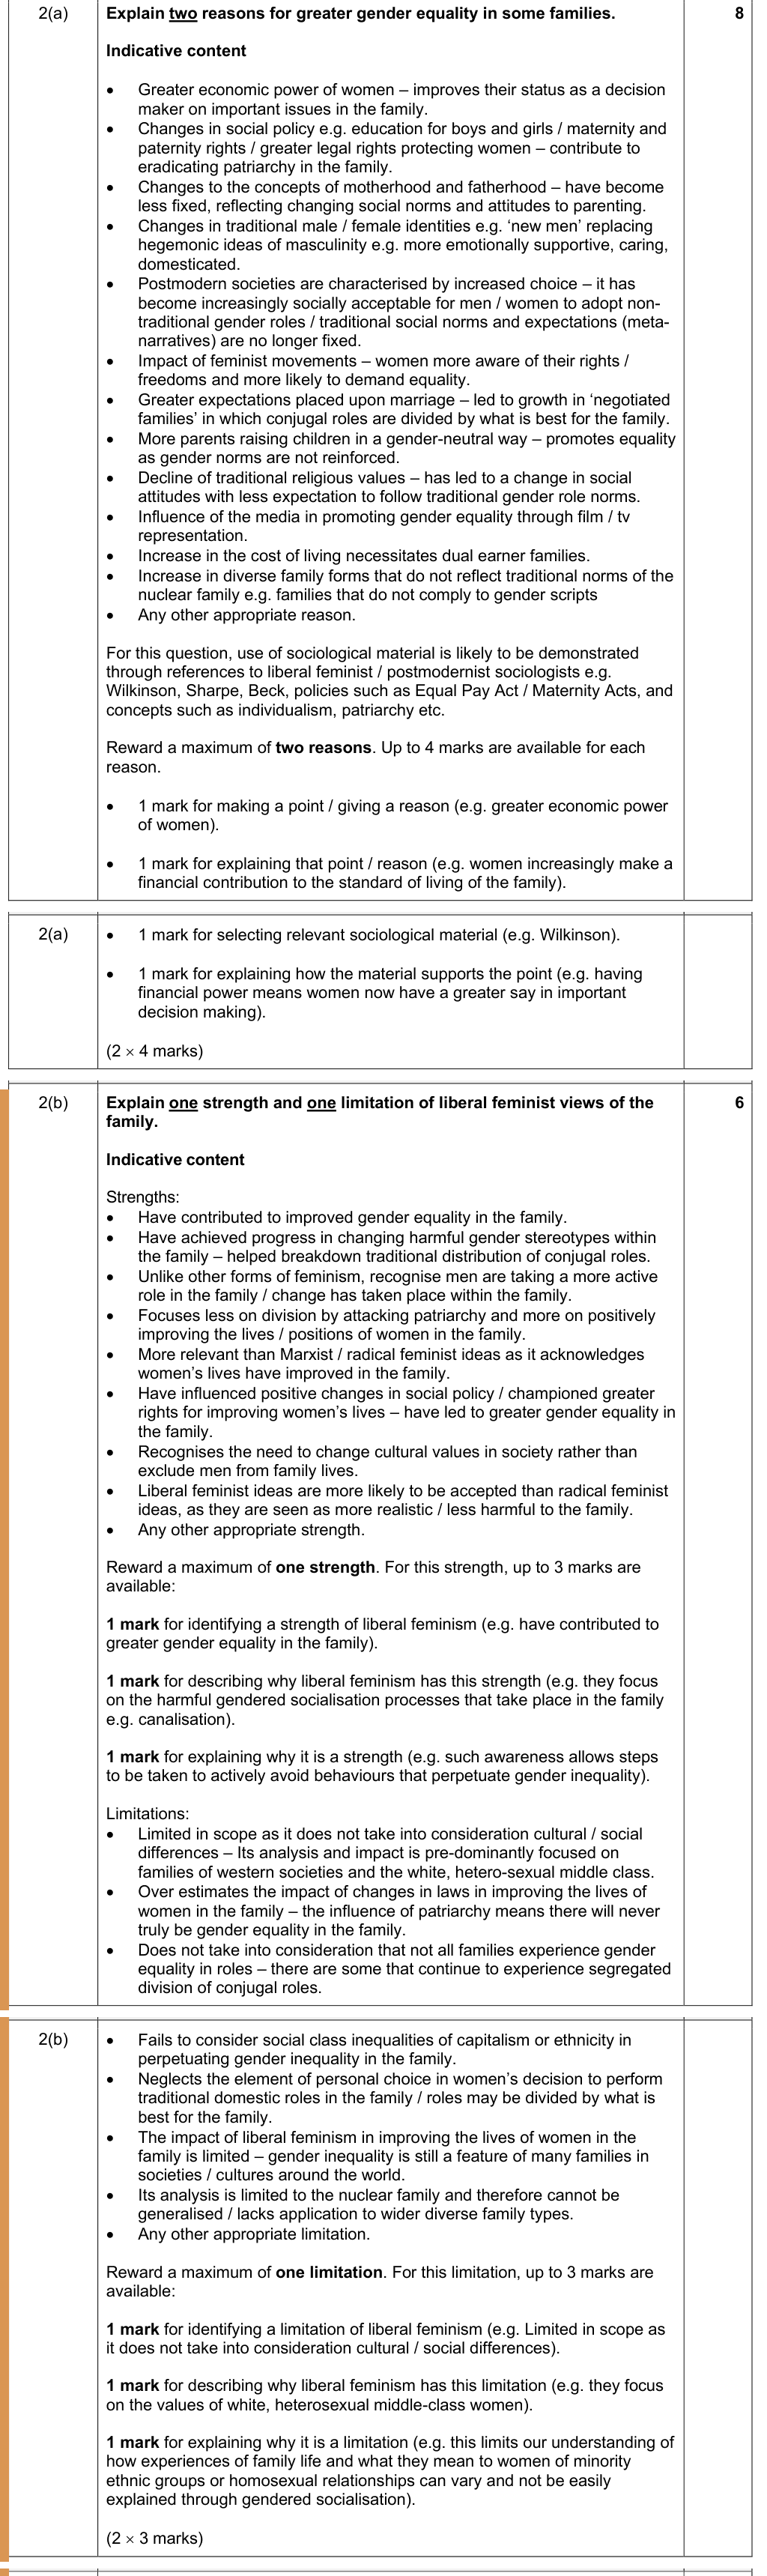 2(a)
Explain two reasons for greater gender equality in some families.
8
Indicative content
• Greater economic power of women – improves their status as a decision
maker on important issues in the family.
• Changes in social policy e.g. education for boys and girls / maternity and
paternity rights / greater legal rights protecting women – contribute to
eradicating patriarchy in the family.
• Changes to the concepts of motherhood and fatherhood – have become
less fixed, reflecting changing social norms and attitudes to parenting.
• Changes in traditional male / female identities e.g. ‘new men’ replacing
hegemonic ideas of masculinity e.g. more emotionally supportive, caring,
domesticated.
• Postmodern societies are characterised by increased choice – it has
become increasingly socially acceptable for men / women to adopt non-
traditional gender roles / traditional social norms and expectations (meta-
narratives) are no longer fixed.
• Impact of feminist movements – women more aware of their rights /
freedoms and more likely to demand equality.
• Greater expectations placed upon marriage – led to growth in ‘negotiated
families’ in which conjugal roles are divided by what is best for the family.
• More parents raising children in a gender-neutral way – promotes equality
as gender norms are not reinforced.
• Decline of traditional religious values – has led to a change in social
attitudes with less expectation to follow traditional gender role norms.
• Influence of the media in promoting gender equality through film / tv
representation.
• Increase in the cost of living necessitates dual earner families.
• Increase in diverse family forms that do not reflect traditional norms of the
nuclear family e.g. families that do not comply to gender scripts
• Any other appropriate reason.
For this question, use of sociological material is likely to be demonstrated
through references to liberal feminist / postmodernist sociologists e.g.
Wilkinson, Sharpe, Beck, policies such as Equal Pay Act / Maternity Acts, and
concepts such as individualism, patriarchy etc.
Reward a maximum of two reasons. Up to 4 marks are available for each
reason.
• 1 mark for making a point / giving a reason (e.g. greater economic power
of women).
• 1 mark for explaining that point / reason (e.g. women increasingly make a
financial contribution to the standard of living of the family).
2(a)
• 1 mark for selecting relevant sociological material (e.g. Wilkinson).
• 1 mark for explaining how the material supports the point (e.g. having
financial power means women now have a greater say in important
decision making).
(2 × 4 marks)
2(b)
Explain one strength and one limitation of liberal feminist views of the
family.
6
Indicative content
Strengths:
• Have contributed to improved gender equality in the family.
• Have achieved progress in changing harmful gender stereotypes within
the family – helped breakdown traditional distribution of conjugal roles.
• Unlike other forms of feminism, recognise men are taking a more active
role in the family / change has taken place within the family.
• Focuses less on division by attacking patriarchy and more on positively
improving the lives / positions of women in the family.
• More relevant than Marxist / radical feminist ideas as it acknowledges
women’s lives have improved in the family.
• Have influenced positive changes in social policy / championed greater
rights for improving women’s lives – have led to greater gender equality in
the family.
• Recognises the need to change cultural values in society rather than
exclude men from family lives.
• Liberal feminist ideas are more likely to be accepted than radical feminist
ideas, as they are seen as more realistic / less harmful to the family.
• Any other appropriate strength.
Reward a maximum of one strength. For this strength, up to 3 marks are
available:
1 mark for identifying a strength of liberal feminism (e.g. have contributed to
greater gender equality in the family).
1 mark for describing why liberal feminism has this strength (e.g. they focus
on the harmful gendered socialisation processes that take place in the family
e.g. canalisation).
1 mark for explaining why it is a strength (e.g. such awareness allows steps
to be taken to actively avoid behaviours that perpetuate gender inequality).
Limitations:
• Limited in scope as it does not take into consideration cultural / social
differences – Its analysis and impact is pre-dominantly focused on
families of western societies and the white, hetero-sexual middle class.
• Over estimates the impact of changes in laws in improving the lives of
women in the family – the influence of patriarchy means there will never
truly be gender equality in the family.
• Does not take into consideration that not all families experience gender
equality in roles – there are some that continue to experience segregated
division of conjugal roles.
2(b)
• Fails to consider social class inequalities of capitalism or ethnicity in
perpetuating gender inequality in the family.
• Neglects the element of personal choice in women’s decision to perform
traditional domestic roles in the family / roles may be divided by what is
best for the family.
• The impact of liberal feminism in improving the lives of women in the
family is limited – gender inequality is still a feature of many families in
societies / cultures around the world.
• Its analysis is limited to the nuclear family and therefore cannot be
generalised / lacks application to wider diverse family types.
• Any other appropriate limitation.
Reward a maximum of one limitation. For this limitation, up to 3 marks are
available:
1 mark for identifying a limitation of liberal feminism (e.g. Limited in scope as
it does not take into consideration cultural / social differences).
1 mark for describing why liberal feminism has this limitation (e.g. they focus
on the values of white, heterosexual middle-class women).
1 mark for explaining why it is a limitation (e.g. this limits our understanding of
how experiences of family life and what they mean to women of minority
ethnic groups or homosexual relationships can vary and not be easily
explained through gendered socialisation).
(2 × 3 marks)